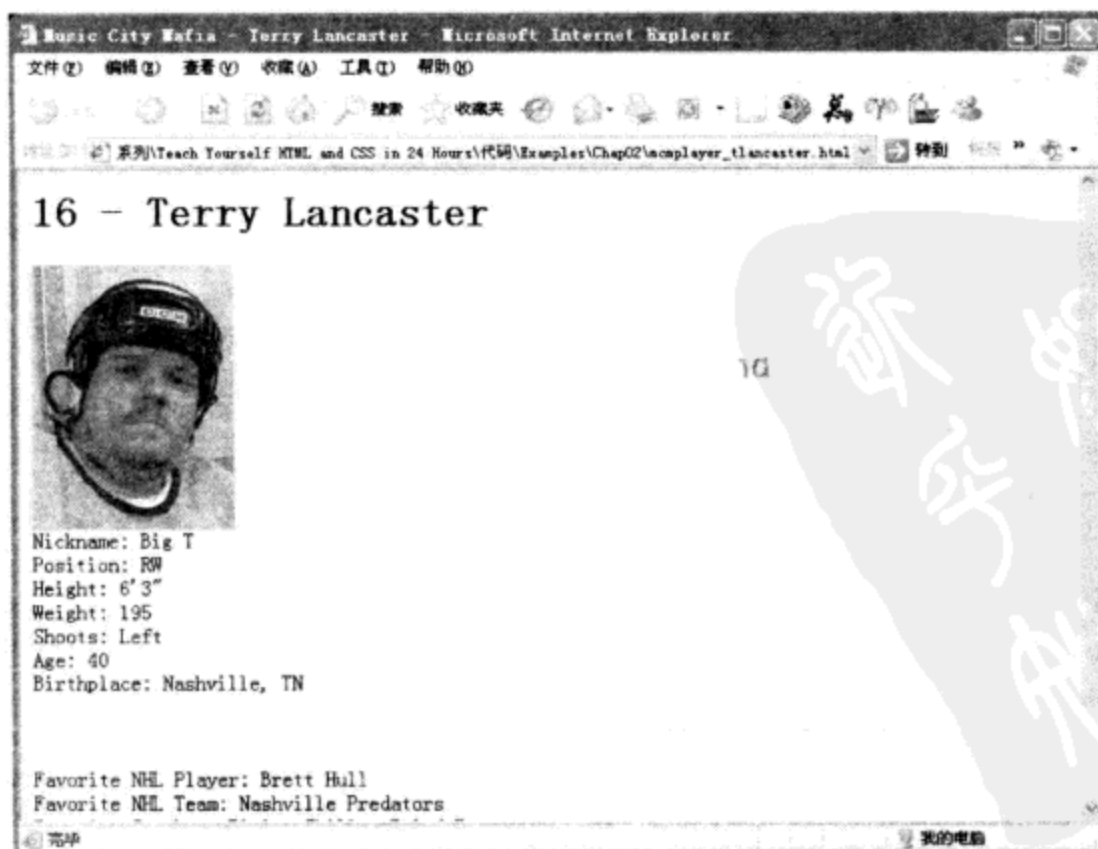 Music City Mafia - Terry Lancaster - Microsoft Internet Explorer
文件(F) 编辑(E) 查看(V) 收藏(A) 工具(T) 帮助(H)
搜索 收藏夹
系列\Teach Yourself HTML and CSS in 24 Hours\代码\Examples\Chap02\mcmplayer_tlancaster.html 转到
16 - Terry Lancaster
Nickname: Big T
Position: RW
Height: 6'3"
Weight: 195
Shoots: Left
Age: 40
Birthplace: Nashville, TN
Favorite NHL Player: Brett Hull
Favorite NHL Team: Nashville Predators
完毕 我的电脑